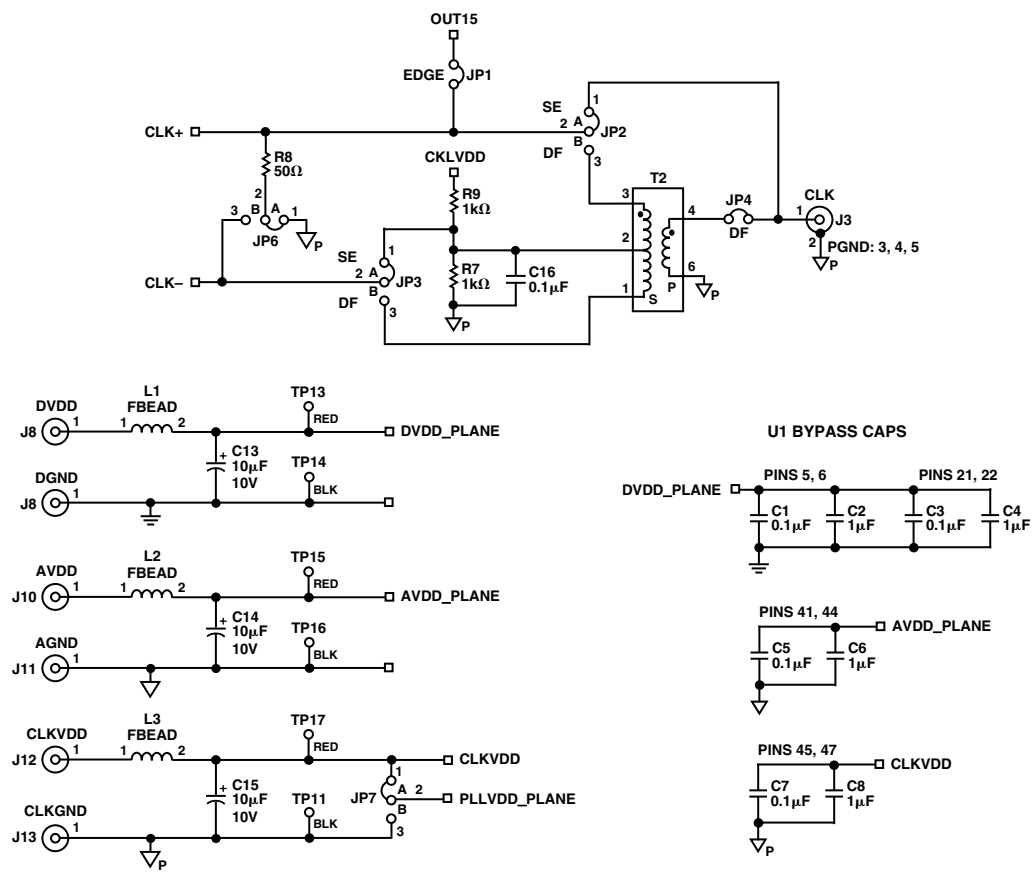 OUT15
EDGE JP1
CLK+
SE
1
2 A
JP2
B
DF
3
R8
50Ω
2
3 B A 1
JP6
P
CKLVDD
R9
1kΩ
SE
1
2 A
JP3
B
DF
3
CLK–
R7
1kΩ
P
C16
0.1µF
T2
3
2
1
S
P
4
6
P
JP4
DF
CLK
1
J3
2
PGND: 3, 4, 5
P
DVDD
J8
1
L1
FBEAD
1 2
C13
+
10µF
10V
TP13
RED
DVDD_PLANE
DGND
J8
1
TP14
BLK
AVDD
J10
1
L2
FBEAD
1 2
C14
+
10µF
10V
TP15
RED
AVDD_PLANE
AGND
J11
1
TP16
BLK
CLKVDD
J12
1
L3
FBEAD
1 2
C15
+
10µF
10V
TP17
RED
CLKVDD
1
JP7
A 2
B
3
PLLVDD_PLANE
CLKGND
J13
1
P
TP11
BLK
U1 BYPASS CAPS
PINS 5, 6
PINS 21, 22
DVDD_PLANE
C1
0.1µF
C2
1µF
C3
0.1µF
C4
1µF
PINS 41, 44
AVDD_PLANE
C5
0.1µF
C6
1µF
PINS 45, 47
CLKVDD
C7
0.1µF
C8
1µF
P